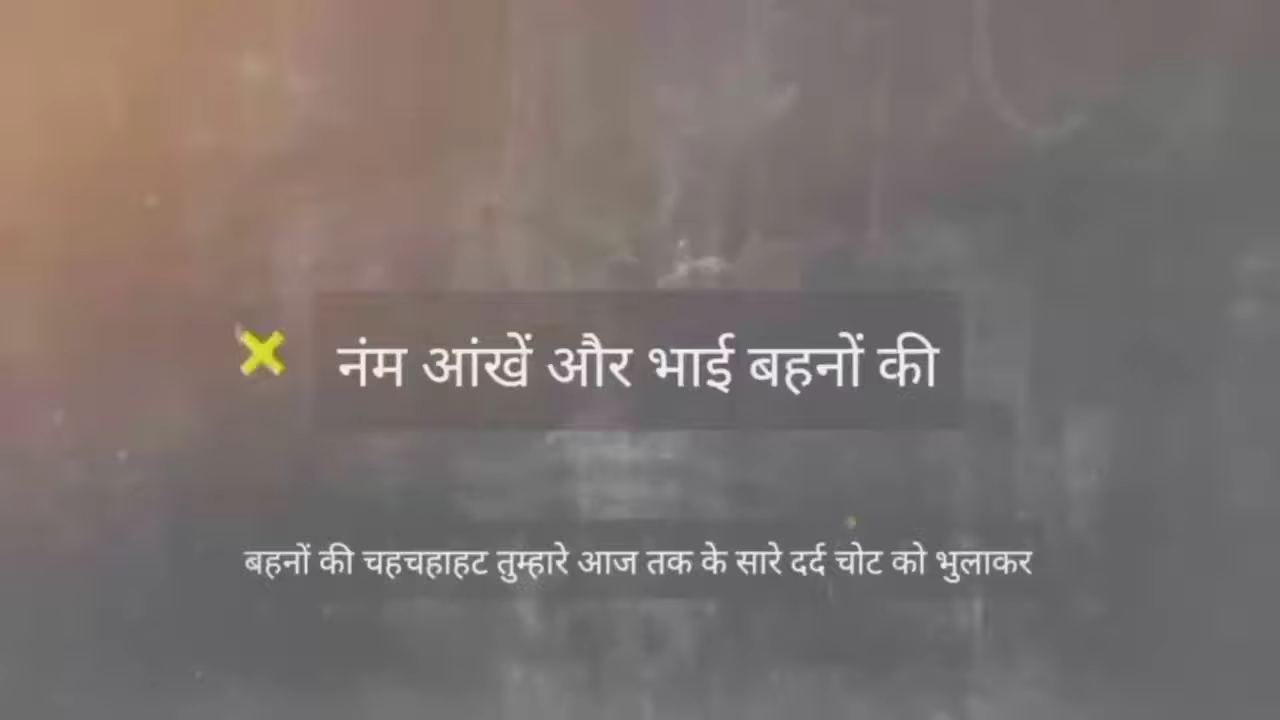 नंम आंखें और भाई बहनों की
बहनों की चहचहाहट तुम्हारे आज तक के सारे दर्द चोट को भुलाकर